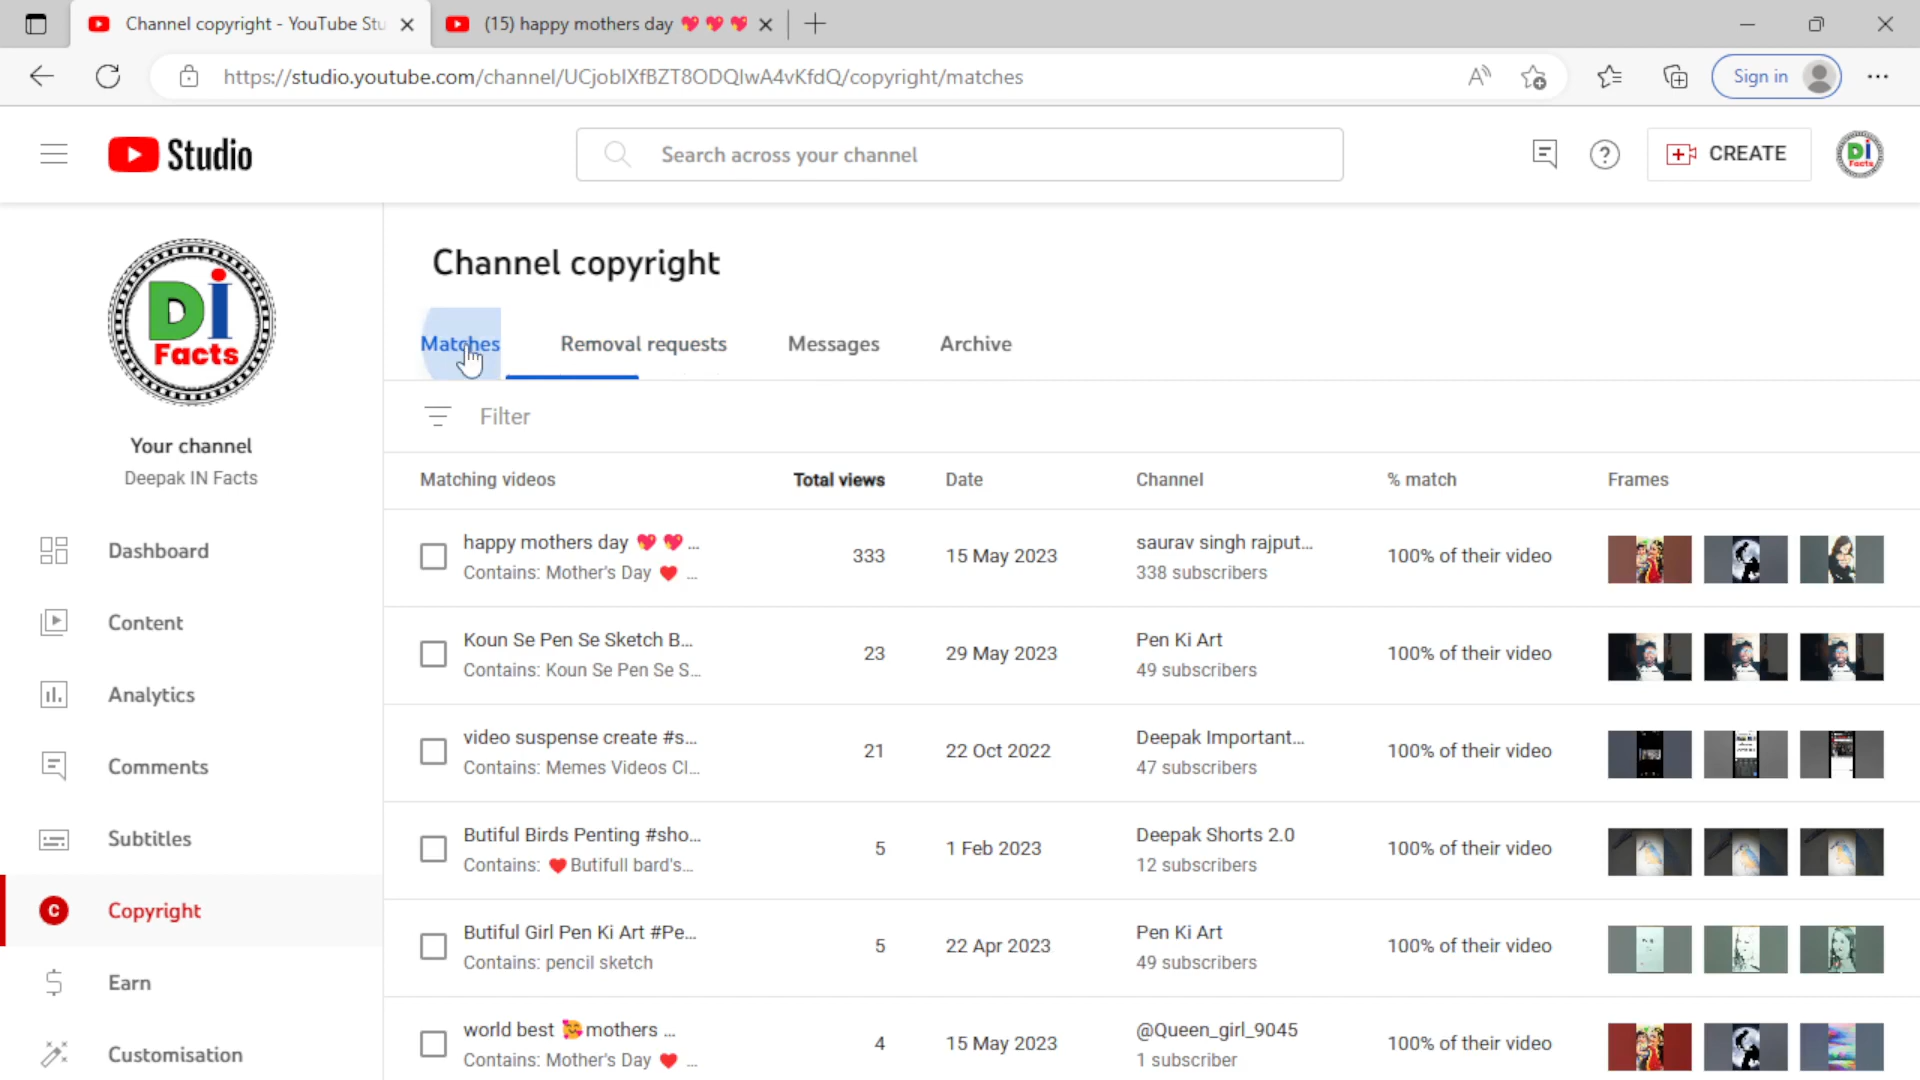 Channel copyright - YouTube Stu
(15) happy mothers day 💖 💖 💖
https://studio.youtube.com/channel/UCjoblXfBZT8ODQlwA4vKfdQ/copyright/matches
Sign in
Studio
Search across your channel
CREATE
Di
Facts
Di
Facts
Your channel
Deepak IN Facts
Dashboard
Content
Analytics
Comments
Subtitles
Copyright
Earn
Customisation
Channel copyright
Matches Removal requests Messages Archive
Filter
Matching videos Total views Date Channel % match Frames
happy mothers day 💖 💖 ...
Contains: Mother's Day ❤️ ...
333 15 May 2023
saurav singh rajput...
338 subscribers
100% of their video
Koun Se Pen Se Sketch B...
Contains: Koun Se Pen Se S...
23 29 May 2023
Pen Ki Art
49 subscribers
100% of their video
video suspense create #s...
Contains: Memes Videos Cl...
21 22 Oct 2022
Deepak Important...
47 subscribers
100% of their video
Butiful Birds Penting #sho...
Contains: ❤️ Butifull bard's...
5 1 Feb 2023
Deepak Shorts 2.0
12 subscribers
100% of their video
Butiful Girl Pen Ki Art #Pe...
Contains: pencil sketch
5 22 Apr 2023
Pen Ki Art
49 subscribers
100% of their video
world best 🥰 mothers ...
Contains: Mother's Day ❤️ ...
4 15 May 2023
@Queen_girl_9045
1 subscriber
100% of their video